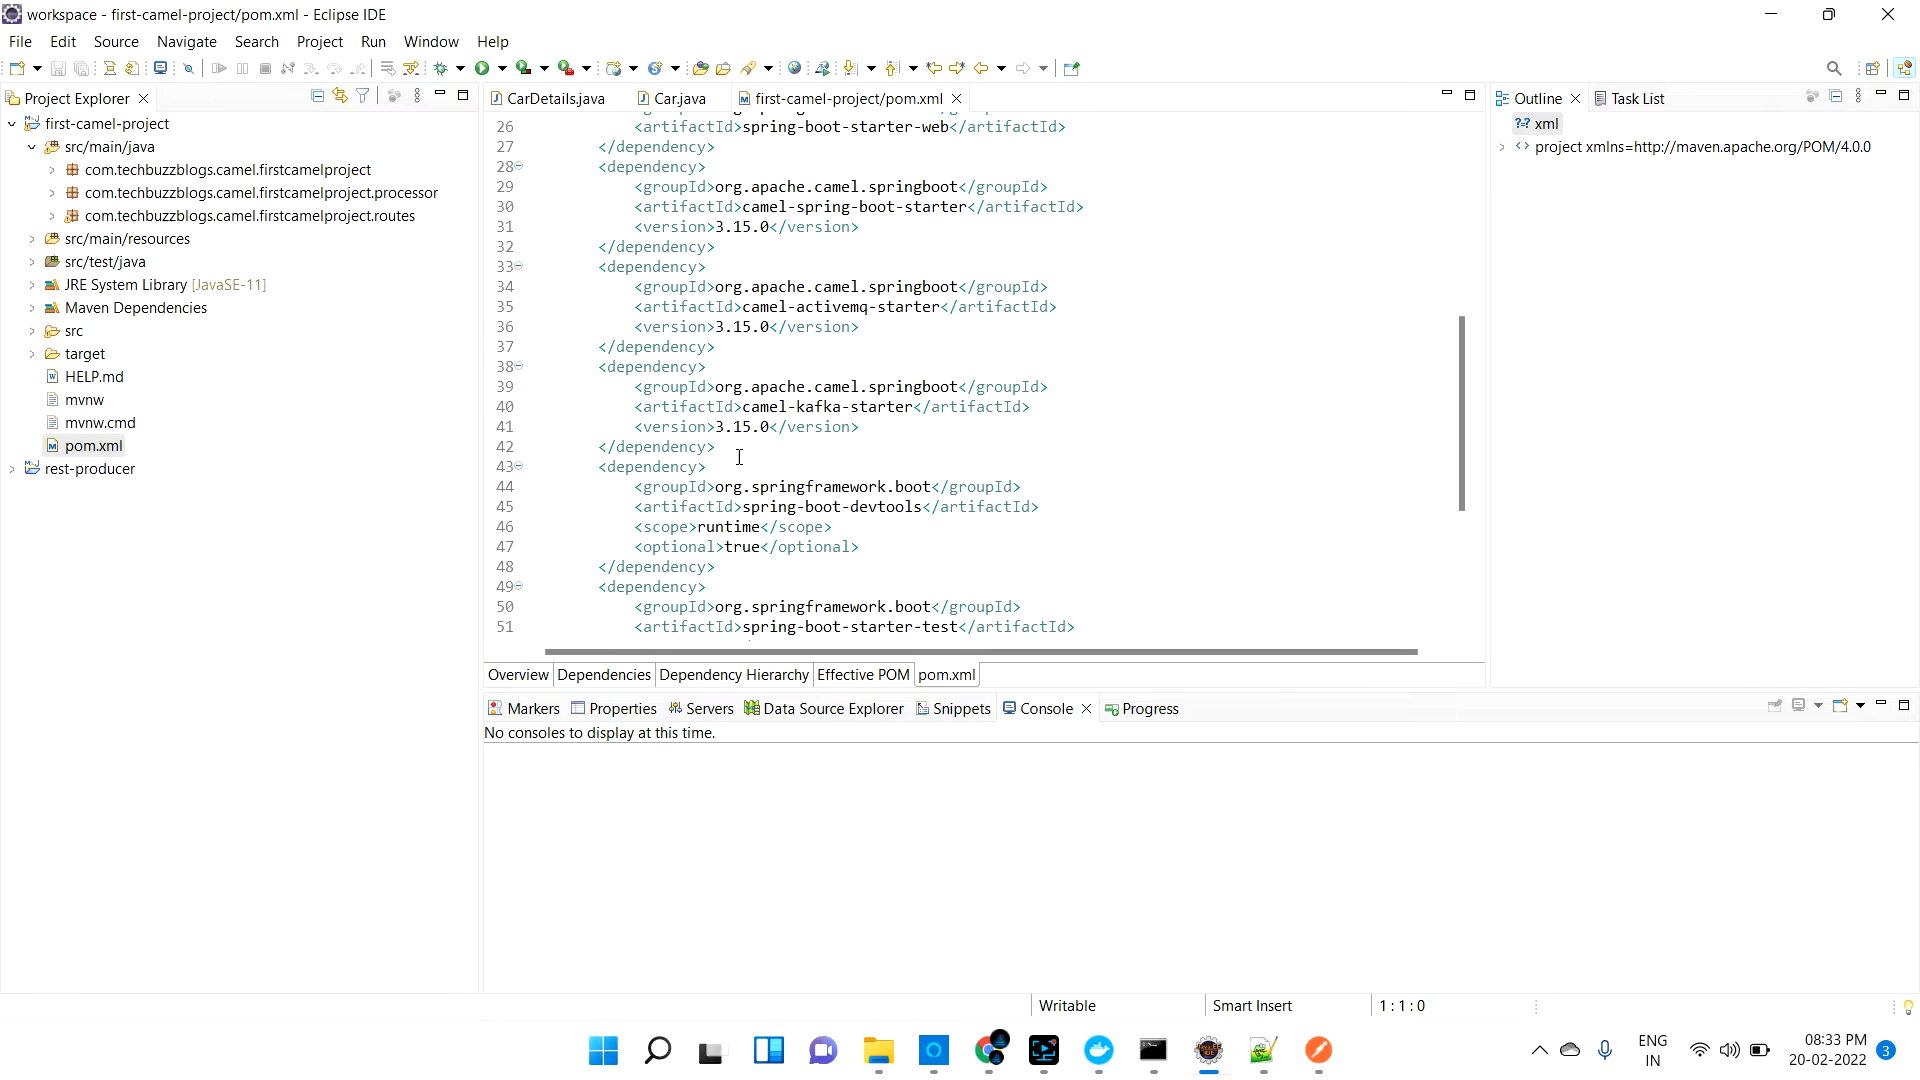 workspace - first-camel-project/pom.xml - Eclipse IDE
File Edit Source Navigate Search Project Run Window Help
Project Explorer
first-camel-project
src/main/java
com.techbuzzblogs.camel.firstcamelproject
com.techbuzzblogs.camel.firstcamelproject.processor
com.techbuzzblogs.camel.firstcamelproject.routes
src/main/resources
src/test/java
JRE System Library [JavaSE-11]
Maven Dependencies
src
target
HELP.md
mvnw
mvnw.cmd
pom.xml
rest-producer
CarDetails.java Car.java first-camel-project/pom.xml
26 <artifactId>spring-boot-starter-web</artifactId>
27 </dependency>
28 <dependency>
29 <groupId>org.apache.camel.springboot</groupId>
30 <artifactId>camel-spring-boot-starter</artifactId>
31 <version>3.15.0</version>
32 </dependency>
33 <dependency>
34 <groupId>org.apache.camel.springboot</groupId>
35 <artifactId>camel-activemq-starter</artifactId>
36 <version>3.15.0</version>
37 </dependency>
38 <dependency>
39 <groupId>org.apache.camel.springboot</groupId>
40 <artifactId>camel-kafka-starter</artifactId>
41 <version>3.15.0</version>
42 </dependency>
43 <dependency>
44 <groupId>org.springframework.boot</groupId>
45 <artifactId>spring-boot-devtools</artifactId>
46 <scope>runtime</scope>
47 <optional>true</optional>
48 </dependency>
49 <dependency>
50 <groupId>org.springframework.boot</groupId>
51 <artifactId>spring-boot-starter-test</artifactId>
Overview Dependencies Dependency Hierarchy Effective POM pom.xml
Outline Task List
xml
project xmlns=http://maven.apache.org/POM/4.0.0
Markers Properties Servers Data Source Explorer Snippets Console Progress
No consoles to display at this time.
Writable Smart Insert 1 : 1 : 0
ENG
IN
08:33 PM
20-02-2022
3